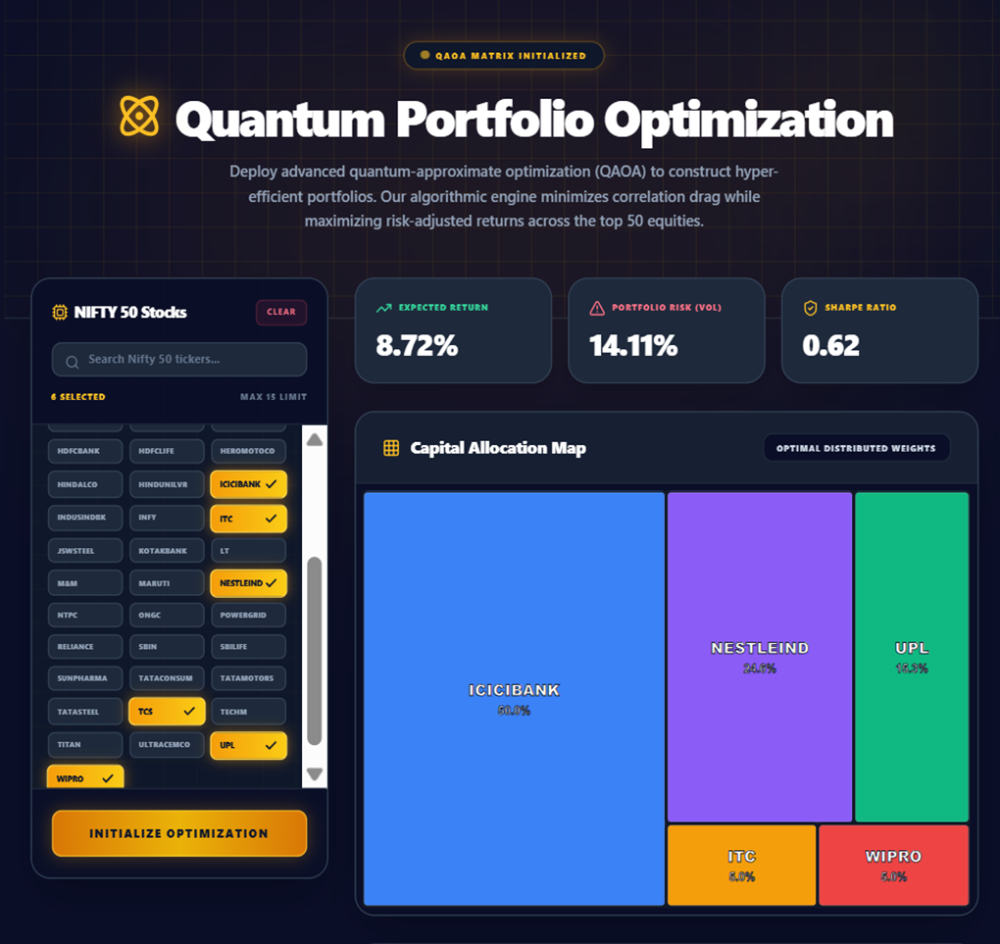 QAOA MATRIX INITIALIZED
Quantum Portfolio Optimization
Deploy advanced quantum-approximate optimization (QAOA) to construct hyper-
efficient portfolios. Our algorithmic engine minimizes correlation drag while
maximizing risk-adjusted returns across the top 50 equities.
NIFTY 50 Stocks
CLEAR
Search Nifty 50 tickers...
6 SELECTED
MAX 15 LIMIT
HDFCBANK
HDFCLIFE
HEROMOTOCO
HINDALCO
HINDUNILVR
ICICIBANK
INDUSINDBK
INFY
ITC
JSWSTEEL
KOTAKBANK
LT
M&M
MARUTI
NESTLEIND
NTPC
ONGC
POWERGRID
RELIANCE
SBIN
SBILIFE
SUNPHARMA
TATACONSUM
TATAMOTORS
TATASTEEL
TCS
TECHM
TITAN
ULTRACEMCO
UPL
WIPRO
INITIALIZE OPTIMIZATION
EXPECTED RETURN
8.72%
PORTFOLIO RISK (VOL)
14.11%
SHARPE RATIO
0.62
Capital Allocation Map
OPTIMAL DISTRIBUTED WEIGHTS
ICICIBANK
50.0%
NESTLEIND
UPL
ITC
5.0%
WIPRO
5.0%